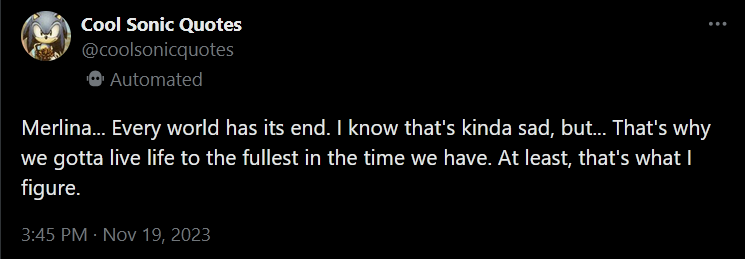 Cool Sonic Quotes
@coolsonicquotes
Automated
Merlina... Every world has its end. I know that's kinda sad, but... That's why
we gotta live life to the fullest in the time we have. At least, that's what I
figure.
3:45 PM · Nov 19, 2023